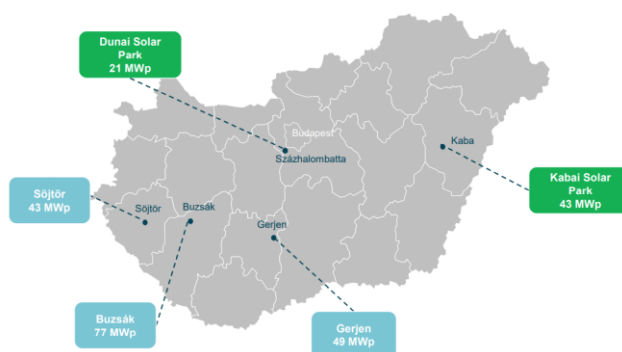 Dunai Solar
Park
21 MWp
Budapest
Százhalombatta
Kaba
Kabai Solar
Park
43 MWp
Söjtör
43 MWp
Söjtör
Buzsák
Gerjen
Buzsák
77 MWp
Gerjen
49 MWp